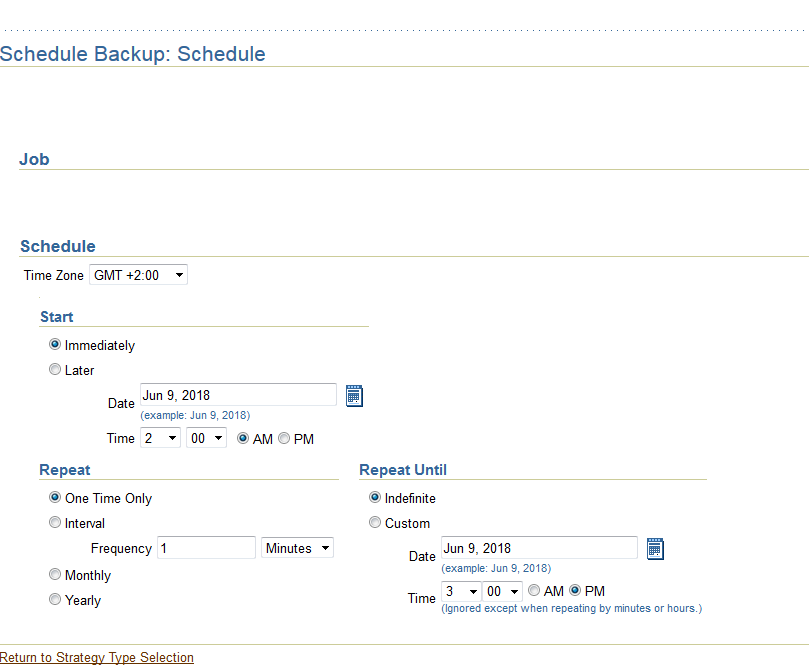 Schedule Backup: Schedule
Job
Schedule
Time Zone GMT +2:00
Start
Immediately
Later
Date Jun 9, 2018
(example: Jun 9, 2018)
Time 2 00 AM PM
Repeat
One Time Only
Interval
Frequency 1 Minutes
Monthly
Yearly
Repeat Until
Indefinite
Custom
Date Jun 9, 2018
(example: Jun 9, 2018)
Time 3 00 AM PM
(Ignored except when repeating by minutes or hours.)
Return to Strategy Type Selection